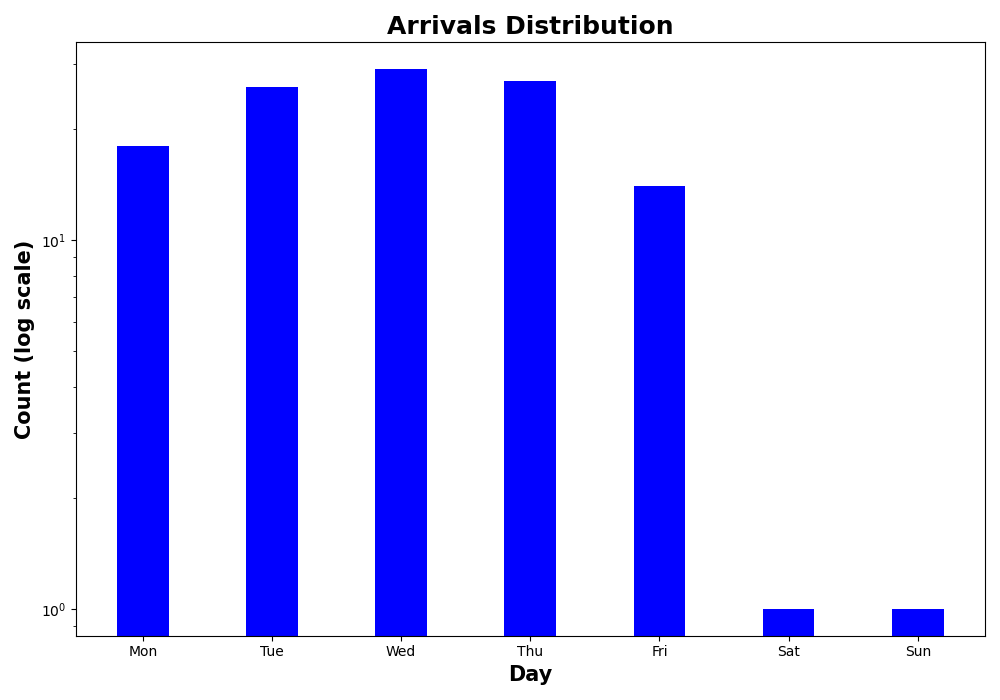 Arrivals Distribution
Count (log scale)
10¹
10⁰
Mon Tue Wed Thu Fri Sat Sun
Day